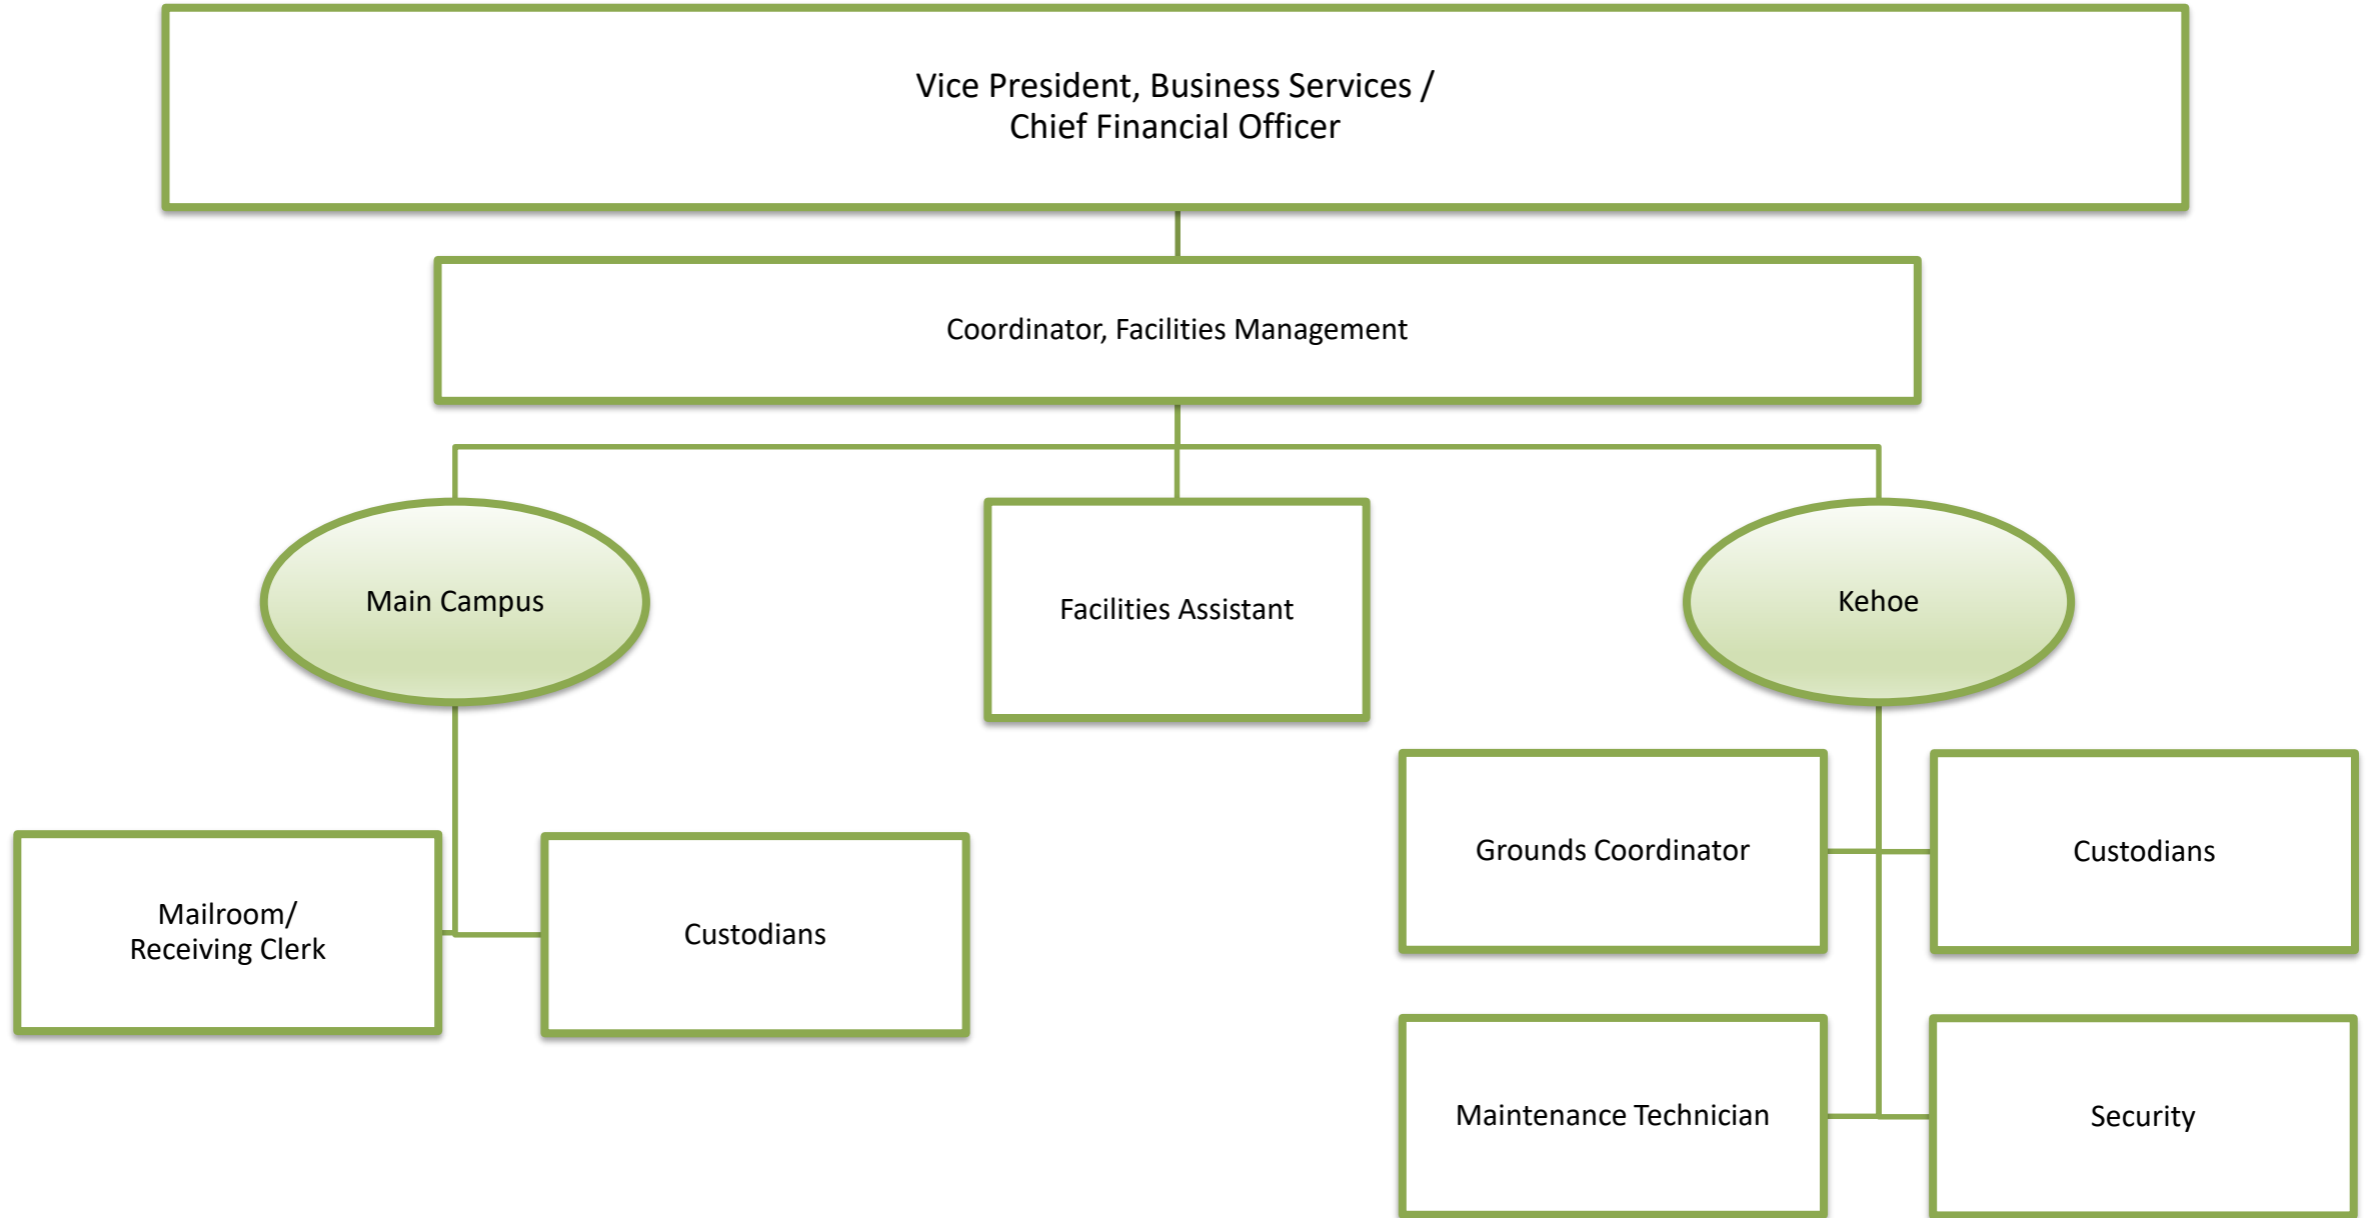 Vice President, Business Services /
Chief Financial Officer
Coordinator, Facilities Management
Main Campus
Facilities Assistant
Kehoe
Mailroom/
Receiving Clerk
Custodians
Grounds Coordinator
Custodians
Maintenance Technician
Security